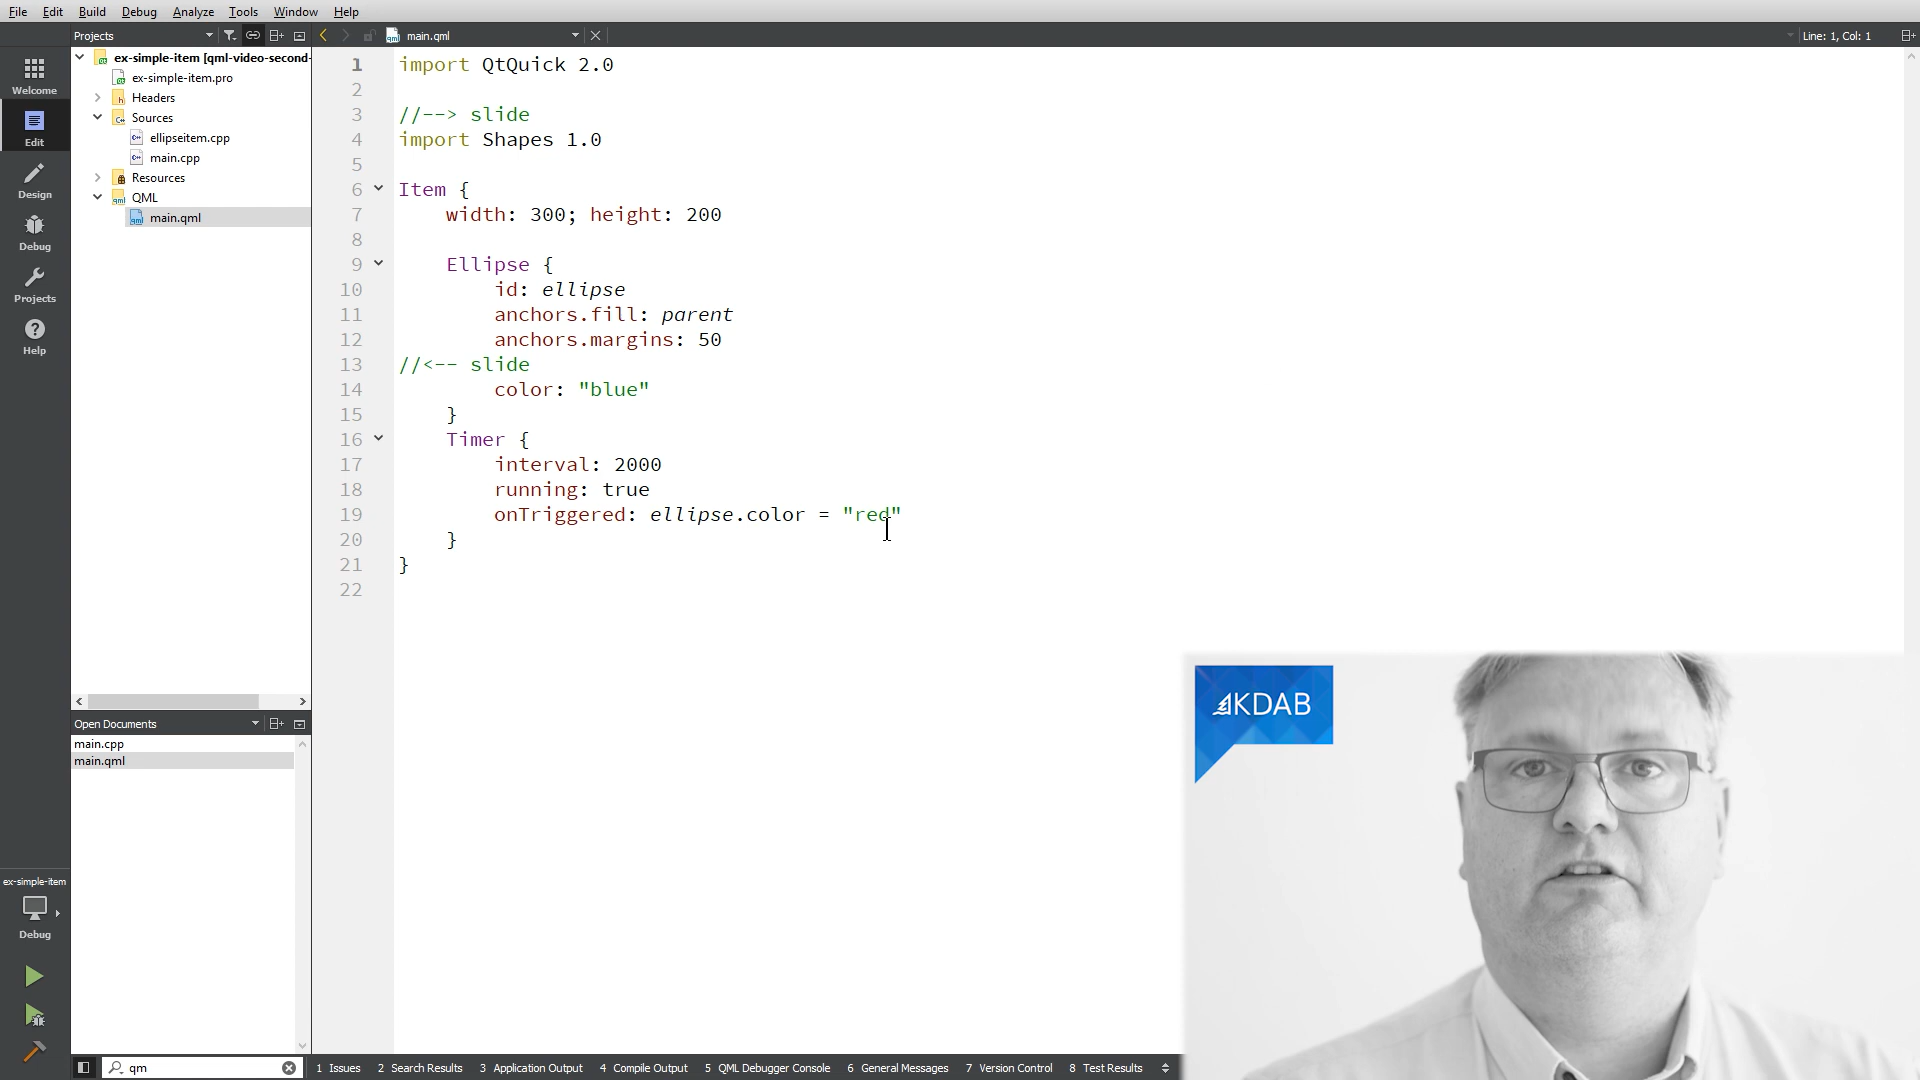 File Edit Build Debug Analyze Tools Window Help
Projects
main.qml
Line: 1, Col: 1
Welcome
Edit
Design
Debug
Projects
Help
ex-simple-item [qml-video-second-
ex-simple-item.pro
Headers
Sources
ellipseitem.cpp
main.cpp
Resources
QML
main.qml
1 import QtQuick 2.0
2
3 //--> slide
4 import Shapes 1.0
5
6 Item {
7     width: 300; height: 200
8
9     Ellipse {
10         id: ellipse
11         anchors.fill: parent
12         anchors.margins: 50
13 //<-- slide
14         color: "blue"
15     }
16     Timer {
17         interval: 2000
18         running: true
19         onTriggered: ellipse.color = "red"
20     }
21 }
22
Open Documents
main.cpp
main.qml
ex-simple-item
Debug
qm
1 Issues 2 Search Results 3 Application Output 4 Compile Output 5 QML Debugger Console 6 General Messages 7 Version Control 8 Test Results
KDAB